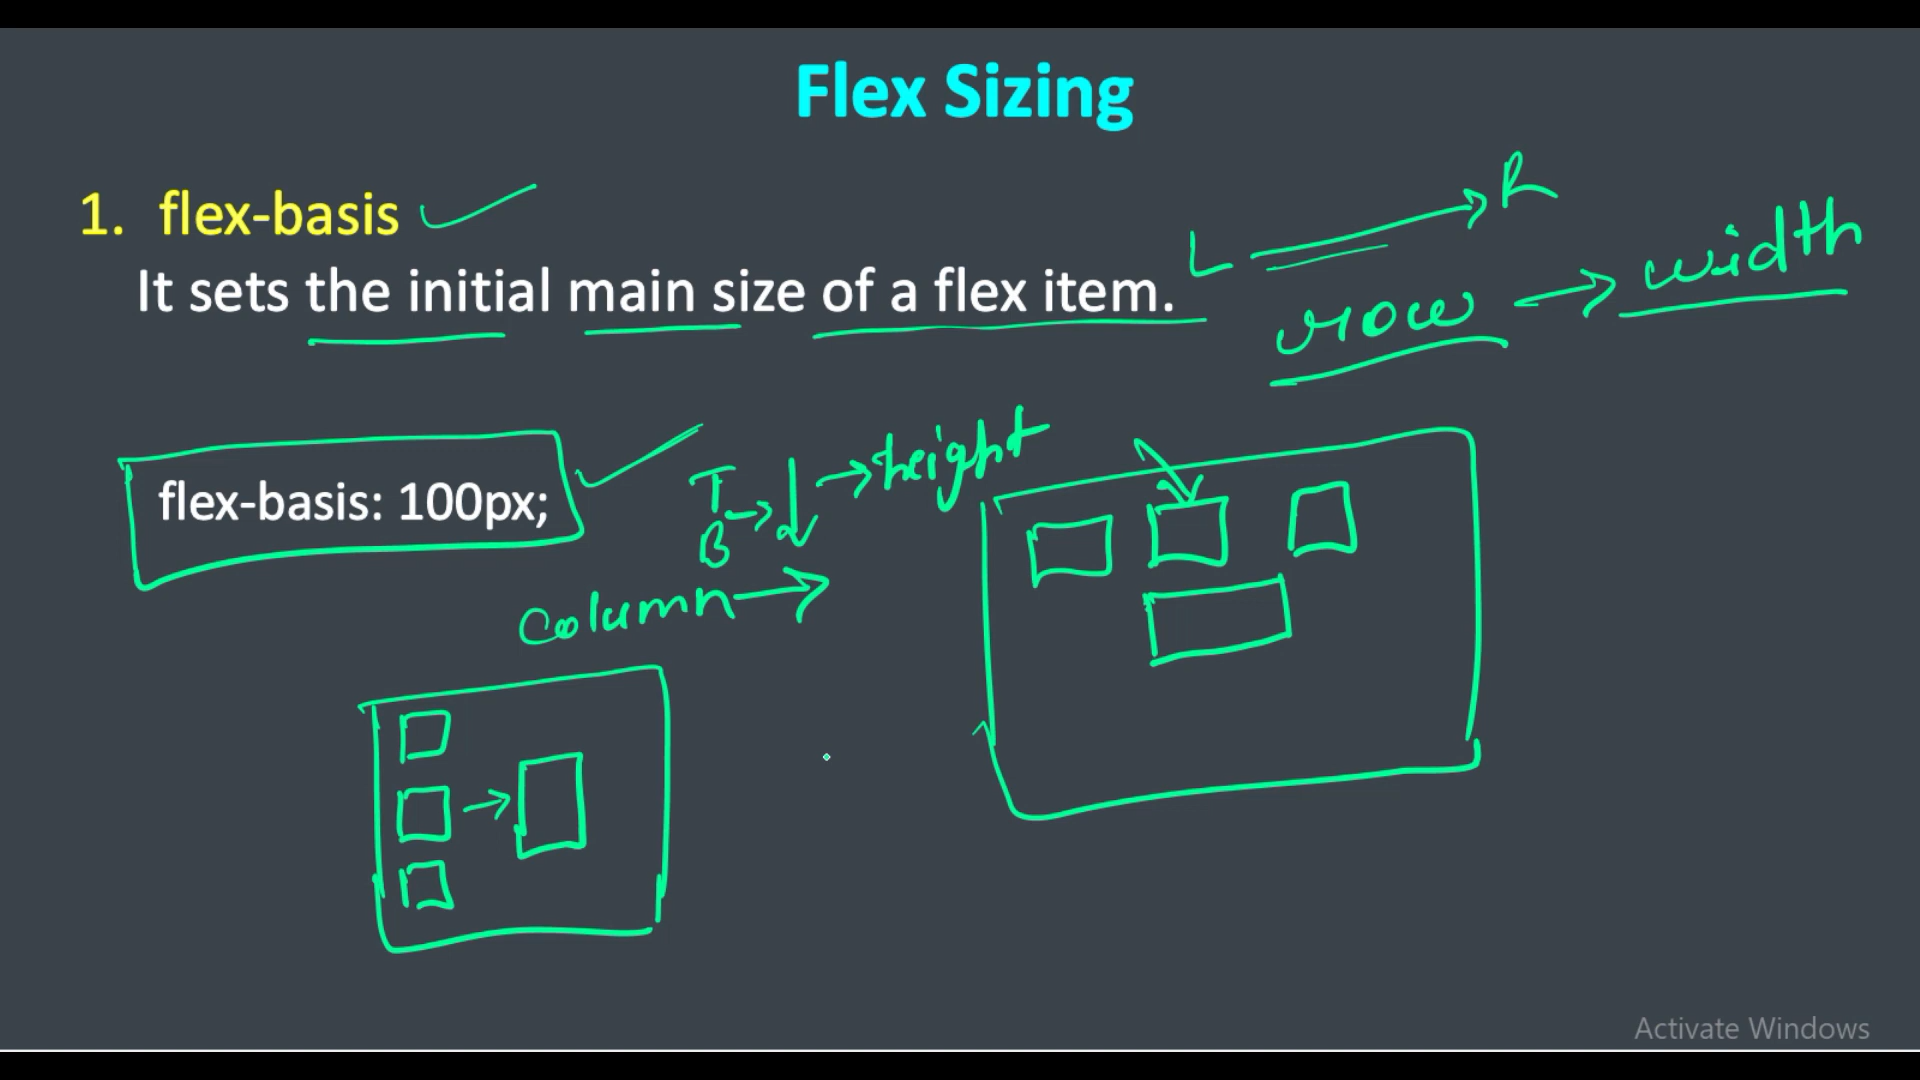 Flex Sizing
1. flex-basis
It sets the initial main size of a flex item.
L → R
row → width
flex-basis: 100px;
T
B → ↓ → height
column →
Activate Windows